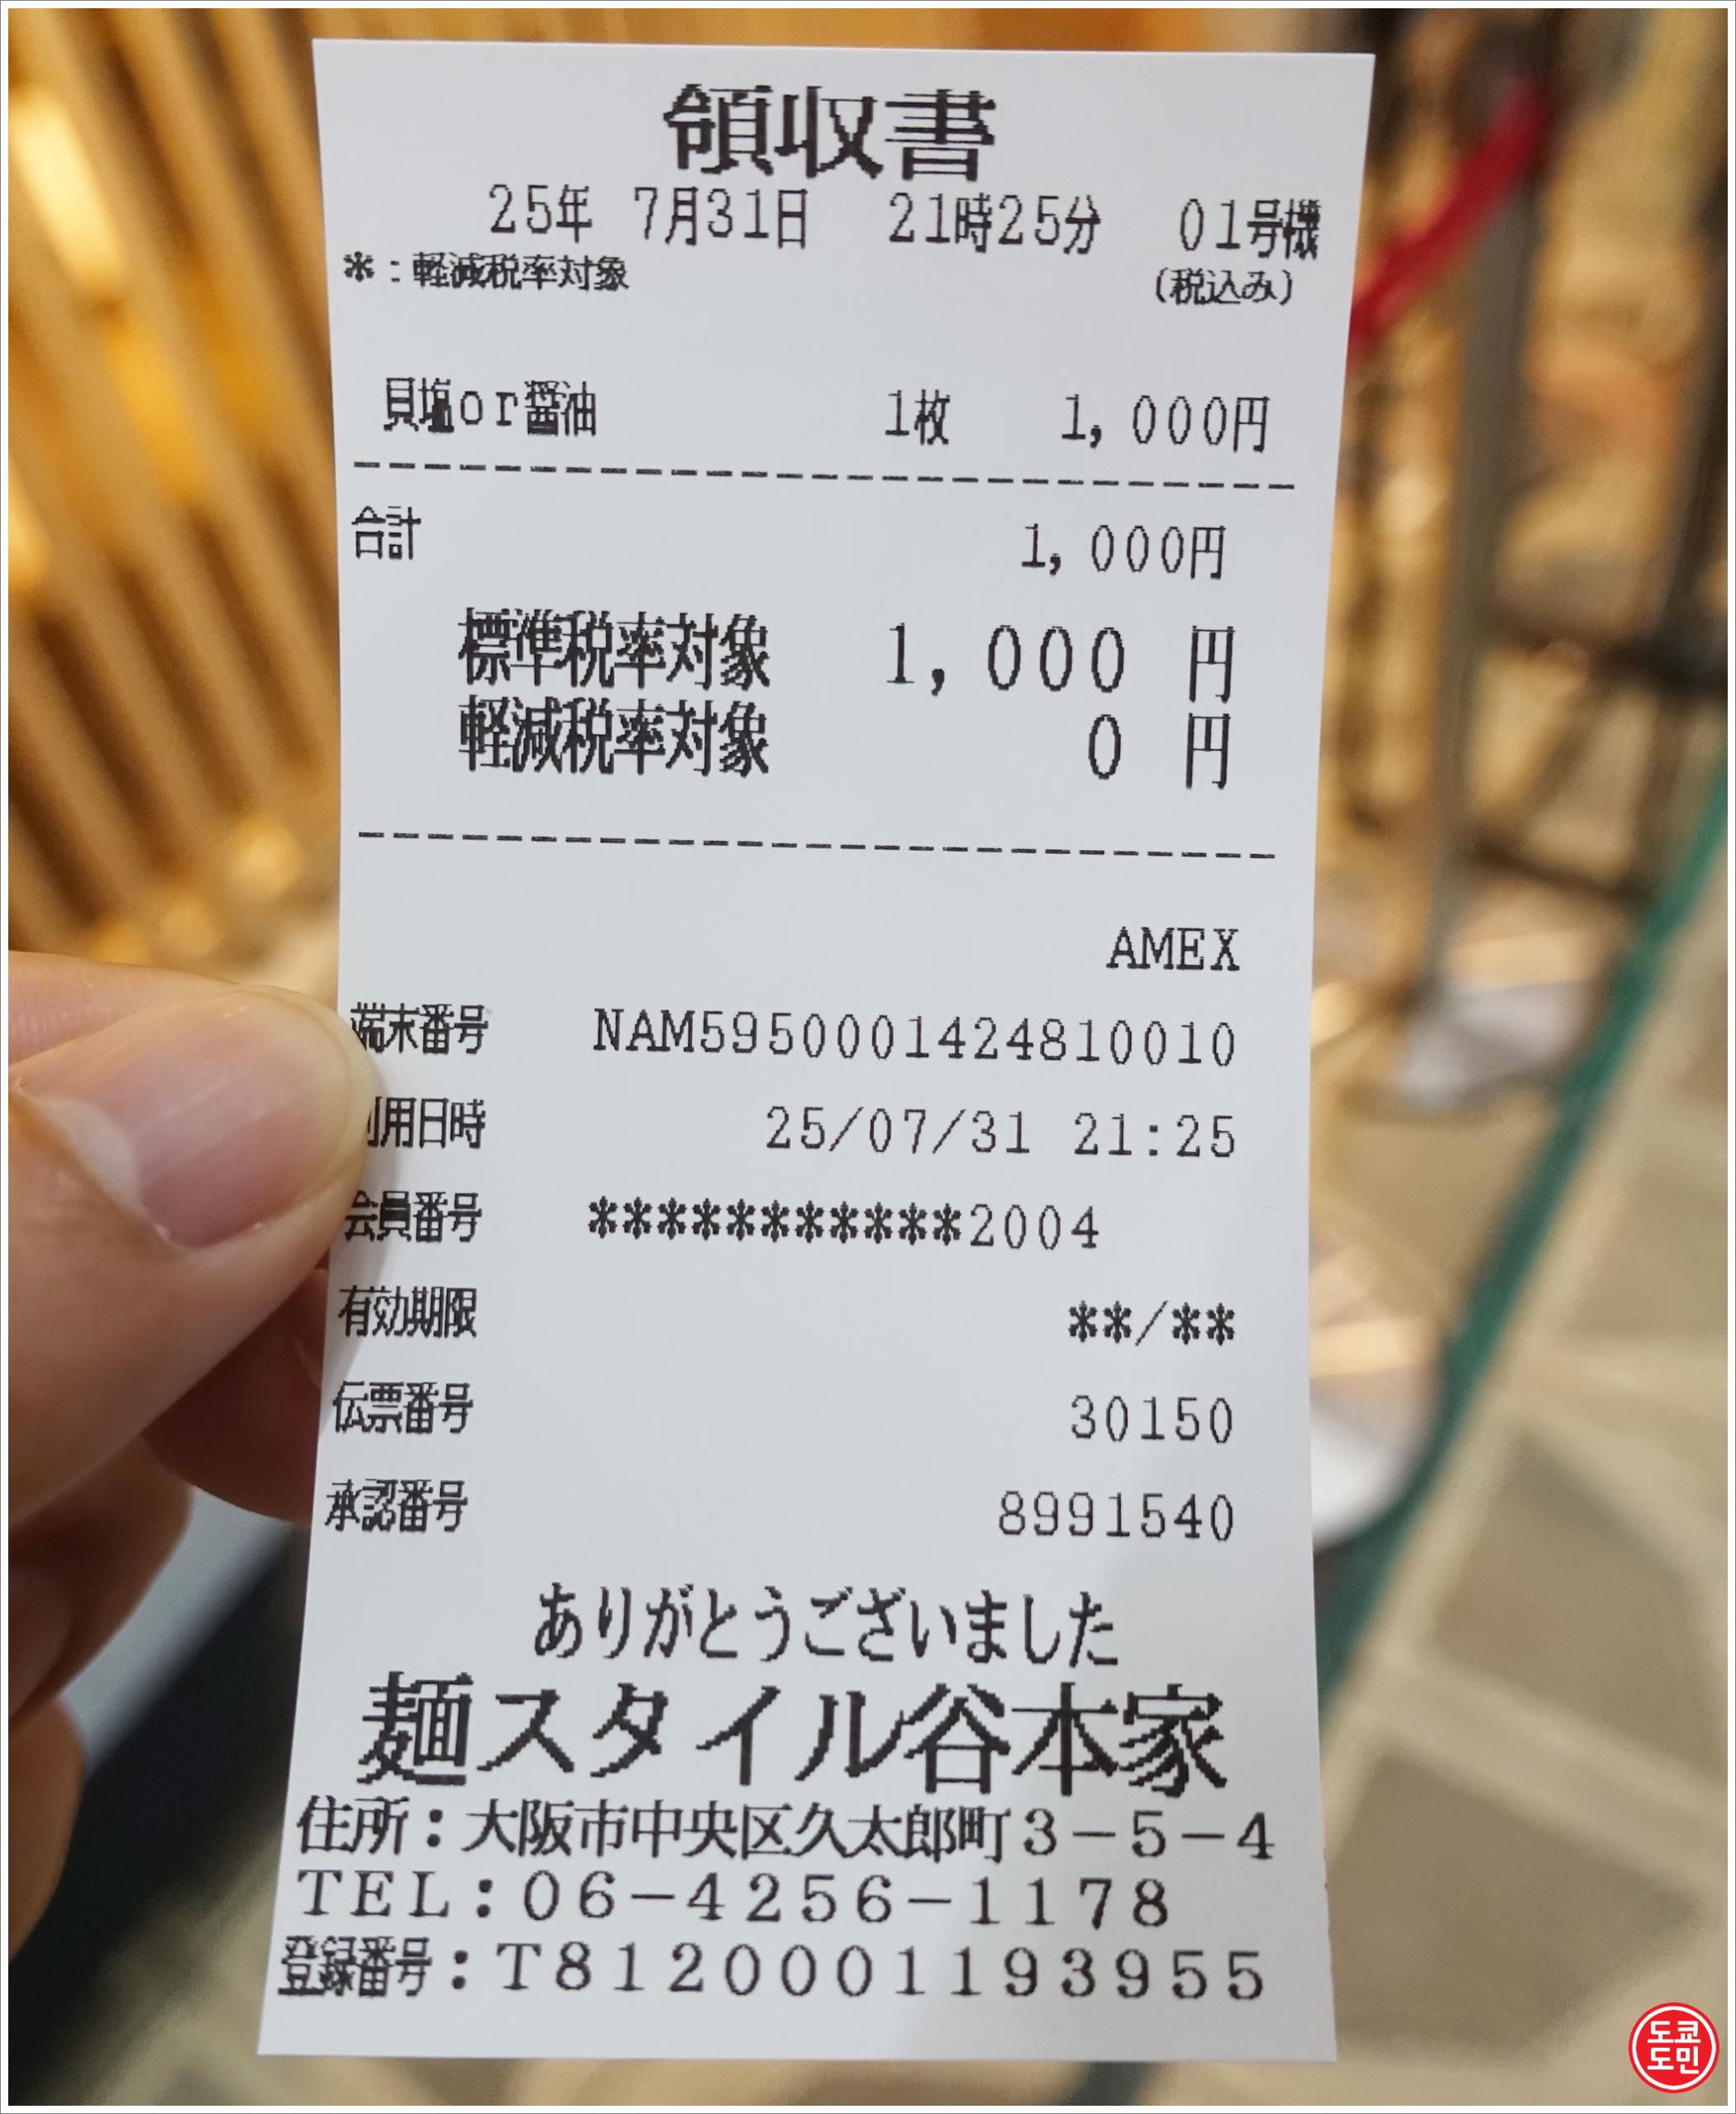 領収書
25年 7月31日 21時25分 01号機
*:軽減税率対象 (税込み)
貝塩or醤油 1枚 1,000円
合計 1,000円
標準税率対象 1,000 円
軽減税率対象 0 円
AMEX
端末番号 NAM5950001424810010
利用日時 25/07/31 21:25
会員番号 ***********2004
有効期限 **/**
伝票番号 30150
承認番号 8991540
ありがとうございました
麺スタイル谷本家
住所:大阪市中央区久太郎町3-5-4
TEL:06-4256-1178
登録番号:T8120001193955
도쿄
도민